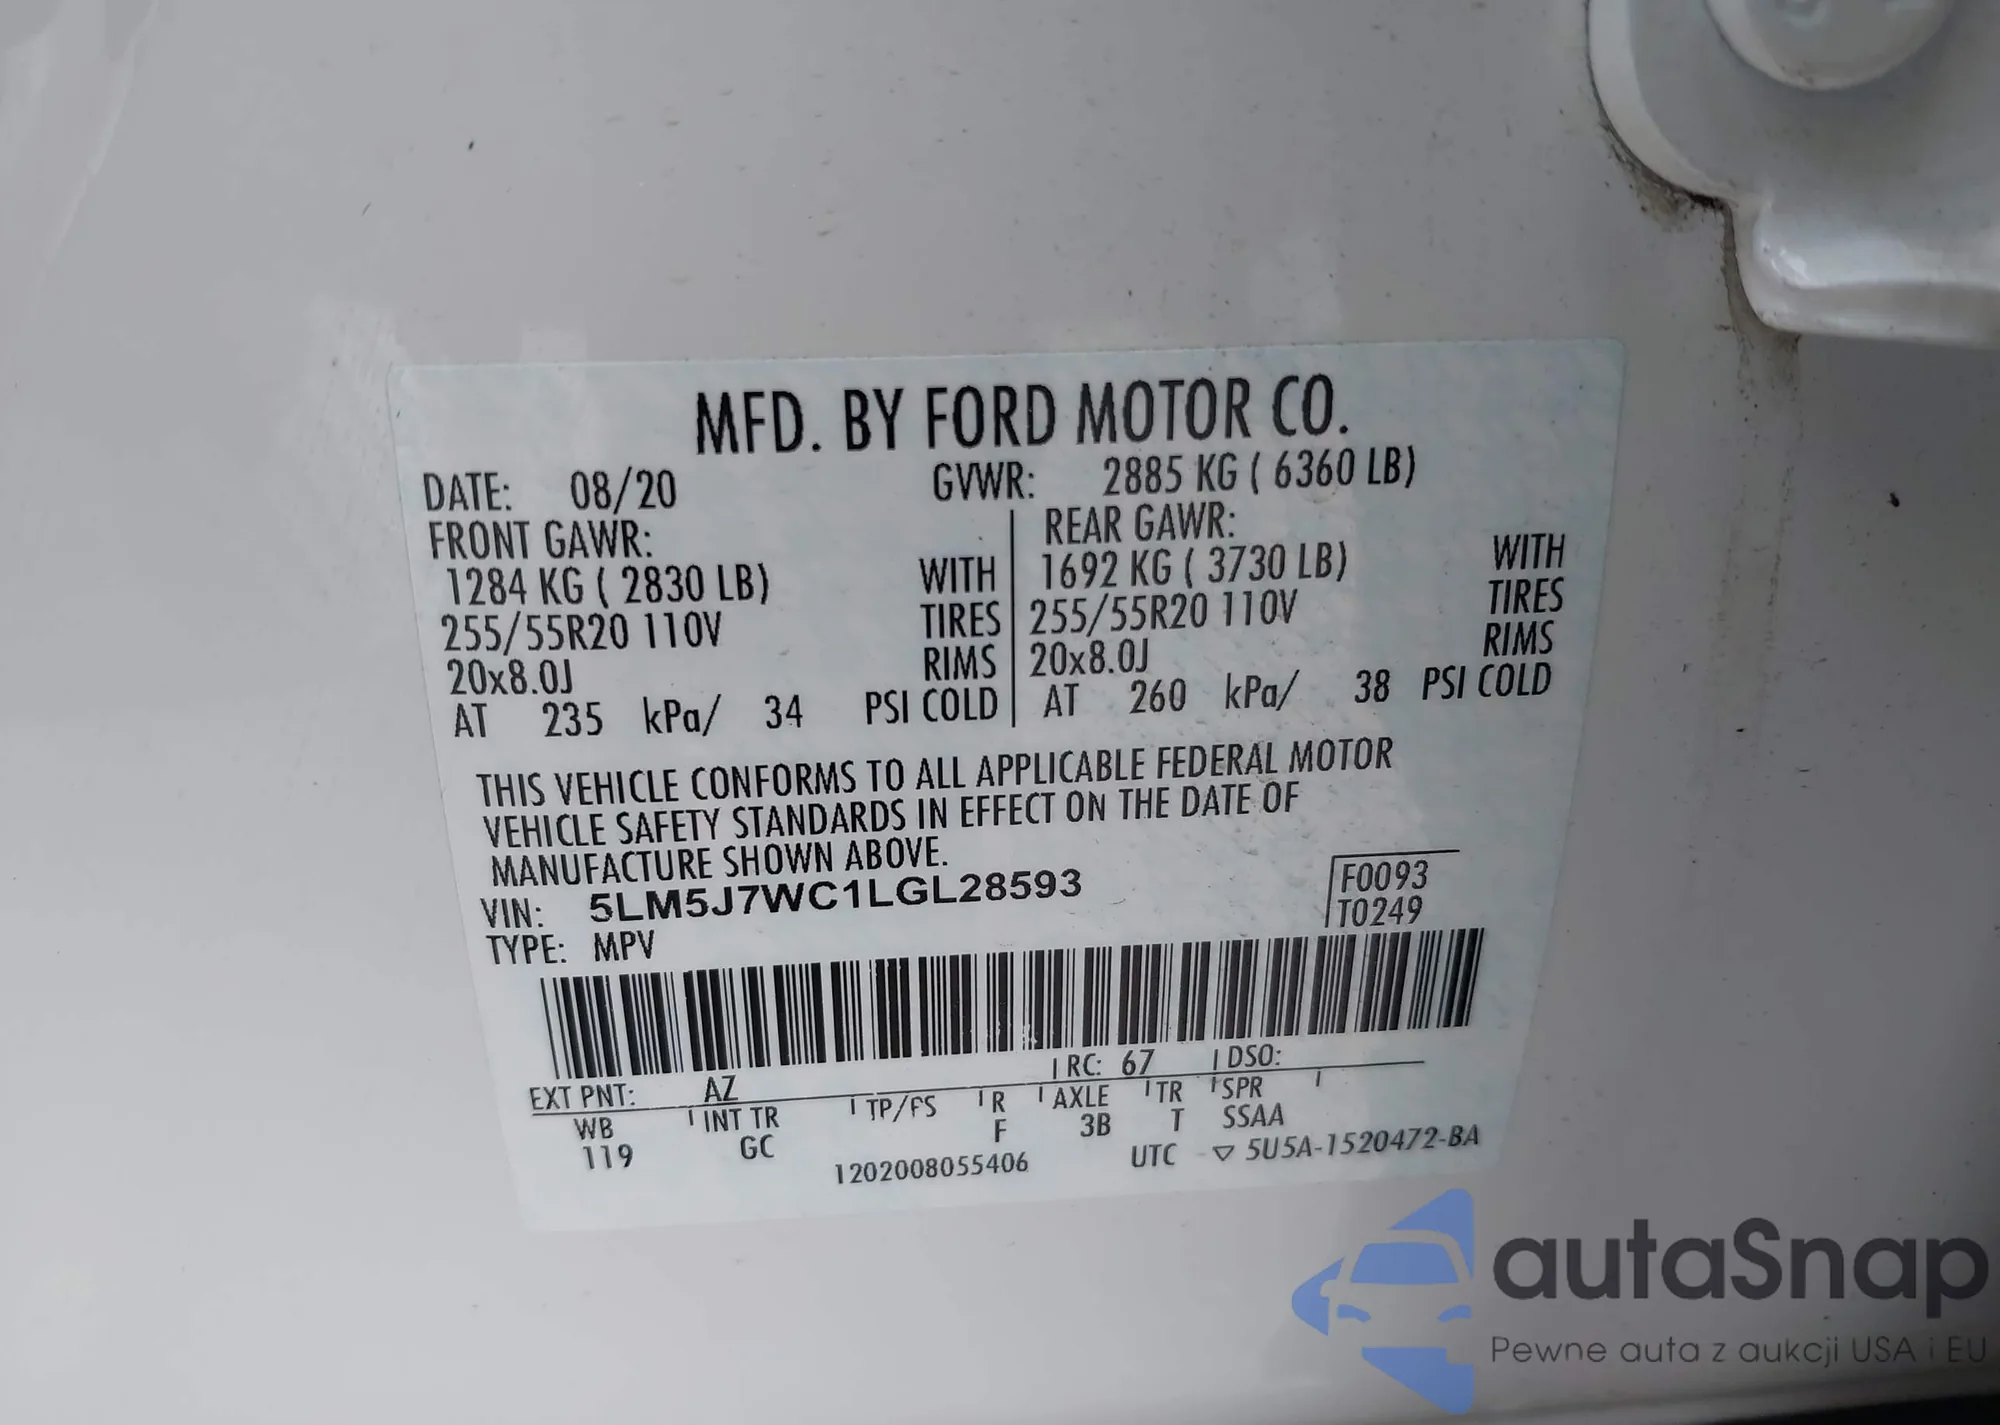 MFD. BY FORD MOTOR CO.
DATE: 08/20 GVWR: 2885 KG ( 6360 LB)
FRONT GAWR: REAR GAWR:
1284 KG ( 2830 LB) WITH 1692 KG ( 3730 LB) WITH
255/55R20 110V TIRES 255/55R20 110V TIRES
20x8.0J RIMS 20x8.0J RIMS
AT 235 kPa/ 34 PSI COLD AT 260 kPa/ 38 PSI COLD
THIS VEHICLE CONFORMS TO ALL APPLICABLE FEDERAL MOTOR
VEHICLE SAFETY STANDARDS IN EFFECT ON THE DATE OF
MANUFACTURE SHOWN ABOVE.
VIN: 5LM5J7WC1LGL28593 F0093
TYPE: MPV T0249
EXT PNT: AZ RC: 67 DSO:
WB INT TR TP/PS R AXLE TR SPR
119 GC F 3B T SSAA
1202008055406 UTC ▽ 5U5A-1520472-BA
autaSnap
Pewne auta z aukcji USA i EU